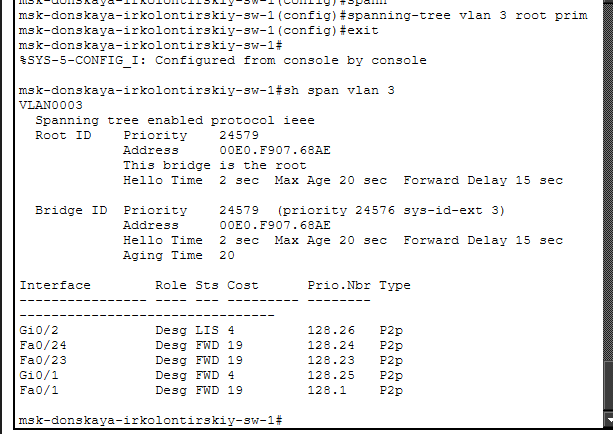 msk-donskaya-irkolontirskiy-sw-1(config)#spann
msk-donskaya-irkolontirskiy-sw-1(config)#spanning-tree vlan 3 root prim
msk-donskaya-irkolontirskiy-sw-1(config)#exit
msk-donskaya-irkolontirskiy-sw-1#
%SYS-5-CONFIG_I: Configured from console by console
msk-donskaya-irkolontirskiy-sw-1#sh span vlan 3
VLAN0003
Spanning tree enabled protocol ieee
Root ID Priority 24579
Address 00E0.F907.68AE
This bridge is the root
Hello Time 2 sec Max Age 20 sec Forward Delay 15 sec
Bridge ID Priority 24579 (priority 24576 sys-id-ext 3)
Address 00E0.F907.68AE
Hello Time 2 sec Max Age 20 sec Forward Delay 15 sec
Aging Time 20
Interface Role Sts Cost Prio.Nbr Type
---------------- ---- --- --------- -------- --------------------------------
Gi0/2 Desg LIS 4 128.26 P2p
Fa0/24 Desg FWD 19 128.24 P2p
Fa0/23 Desg FWD 19 128.23 P2p
Gi0/1 Desg FWD 4 128.25 P2p
Fa0/1 Desg FWD 19 128.1 P2p
msk-donskaya-irkolontirskiy-sw-1#